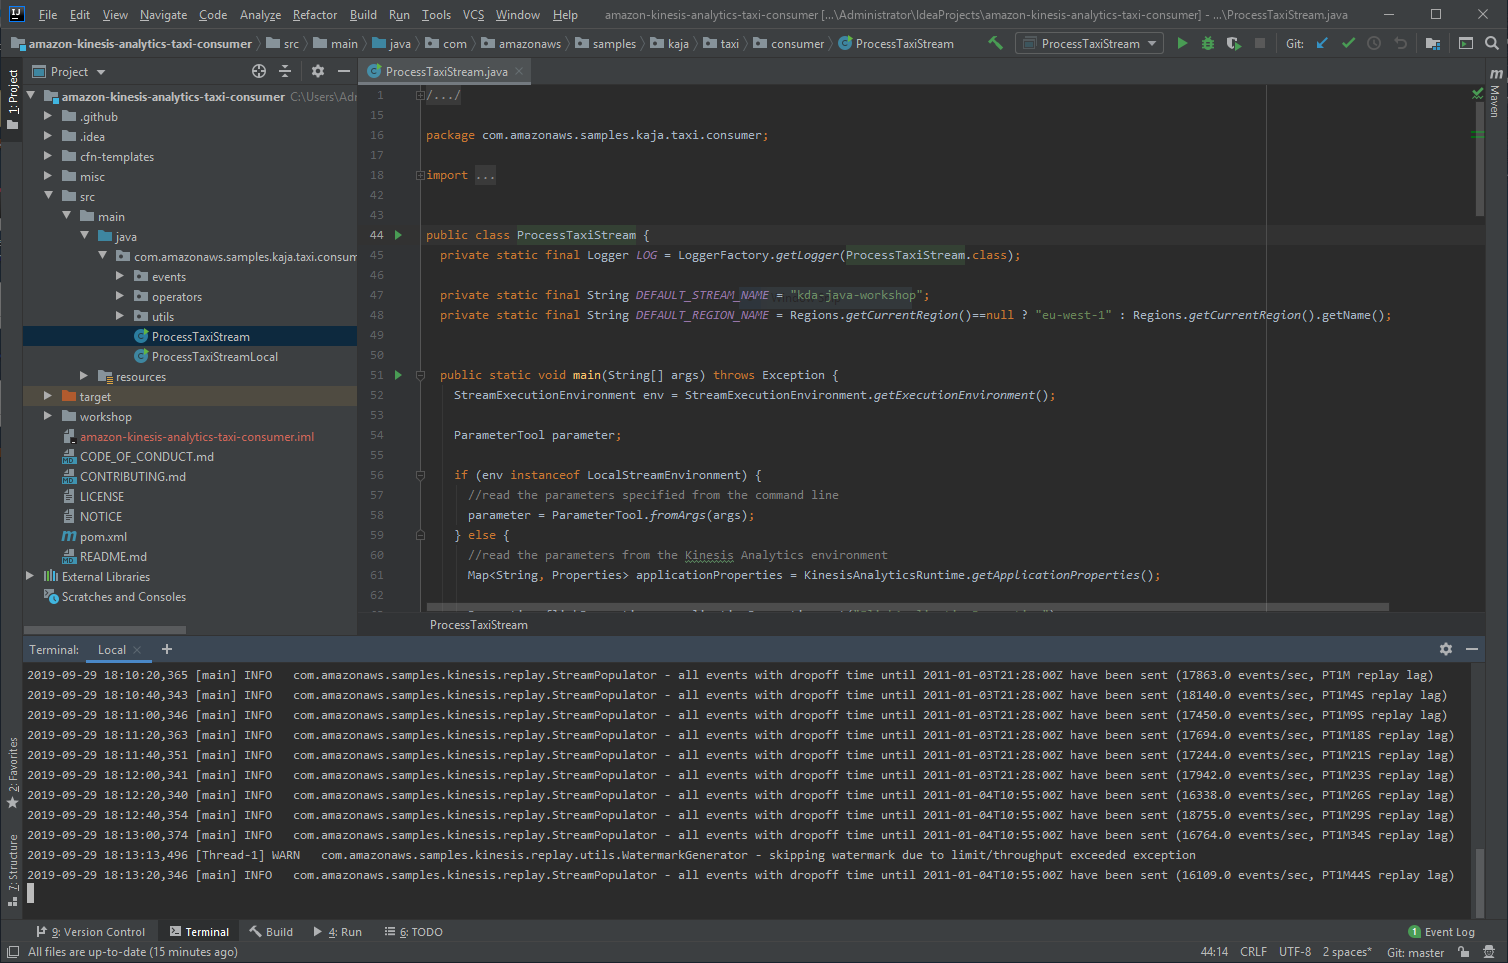 File Edit View Navigate Code Analyze Refactor Build Run Tools VCS Window Help amazon-kinesis-analytics-taxi-consumer [...\Administrator\IdeaProjects\amazon-kinesis-analytics-taxi-consumer] - ...\ProcessTaxiStream.java
amazon-kinesis-analytics-taxi-consumer src main java com amazonaws samples kaja taxi consumer ProcessTaxiStream ProcessTaxiStream Git:
1: Project
Project
ProcessTaxiStream.java
Maven
amazon-kinesis-analytics-taxi-consumer C:\Users\Adr
.github
.idea
cfn-templates
misc
src
main
java
com.amazonaws.samples.kaja.taxi.consum
events
operators
utils
ProcessTaxiStream
ProcessTaxiStreamLocal
resources
target
workshop
amazon-kinesis-analytics-taxi-consumer.iml
CODE_OF_CONDUCT.md
CONTRIBUTING.md
LICENSE
NOTICE
pom.xml
README.md
External Libraries
Scratches and Consoles
1 /.../
15
16 package com.amazonaws.samples.kaja.taxi.consumer;
17
18 import ...
42
43
44 public class ProcessTaxiStream {
45 private static final Logger LOG = LoggerFactory.getLogger(ProcessTaxiStream.class);
46
47 private static final String DEFAULT_STREAM_NAME = "kda-java-workshop";
48 private static final String DEFAULT_REGION_NAME = Regions.getCurrentRegion()==null ? "eu-west-1" : Regions.getCurrentRegion().getName();
49
50
51 public static void main(String[] args) throws Exception {
52 StreamExecutionEnvironment env = StreamExecutionEnvironment.getExecutionEnvironment();
53
54 ParameterTool parameter;
55
56 if (env instanceof LocalStreamEnvironment) {
57 //read the parameters specified from the command line
58 parameter = ParameterTool.fromArgs(args);
59 } else {
60 //read the parameters from the Kinesis Analytics environment
61 Map<String, Properties> applicationProperties = KinesisAnalyticsRuntime.getApplicationProperties();
62
ProcessTaxiStream
Terminal: Local +
2019-09-29 18:10:20,365 [main] INFO com.amazonaws.samples.kinesis.replay.StreamPopulator - all events with dropoff time until 2011-01-03T21:28:00Z have been sent (17863.0 events/sec, PT1M replay lag)
2019-09-29 18:10:40,343 [main] INFO com.amazonaws.samples.kinesis.replay.StreamPopulator - all events with dropoff time until 2011-01-03T21:28:00Z have been sent (18140.0 events/sec, PT1M4S replay lag)
2019-09-29 18:11:00,346 [main] INFO com.amazonaws.samples.kinesis.replay.StreamPopulator - all events with dropoff time until 2011-01-03T21:28:00Z have been sent (17450.0 events/sec, PT1M9S replay lag)
2019-09-29 18:11:20,363 [main] INFO com.amazonaws.samples.kinesis.replay.StreamPopulator - all events with dropoff time until 2011-01-03T21:28:00Z have been sent (17694.0 events/sec, PT1M18S replay lag)
2019-09-29 18:11:40,351 [main] INFO com.amazonaws.samples.kinesis.replay.StreamPopulator - all events with dropoff time until 2011-01-03T21:28:00Z have been sent (17244.0 events/sec, PT1M21S replay lag)
2019-09-29 18:12:00,341 [main] INFO com.amazonaws.samples.kinesis.replay.StreamPopulator - all events with dropoff time until 2011-01-03T21:28:00Z have been sent (17942.0 events/sec, PT1M23S replay lag)
2019-09-29 18:12:20,340 [main] INFO com.amazonaws.samples.kinesis.replay.StreamPopulator - all events with dropoff time until 2011-01-04T10:55:00Z have been sent (16338.0 events/sec, PT1M26S replay lag)
2019-09-29 18:12:40,354 [main] INFO com.amazonaws.samples.kinesis.replay.StreamPopulator - all events with dropoff time until 2011-01-04T10:55:00Z have been sent (18755.0 events/sec, PT1M29S replay lag)
2019-09-29 18:13:00,374 [main] INFO com.amazonaws.samples.kinesis.replay.StreamPopulator - all events with dropoff time until 2011-01-04T10:55:00Z have been sent (16764.0 events/sec, PT1M34S replay lag)
2019-09-29 18:13:13,496 [Thread-1] WARN com.amazonaws.samples.kinesis.replay.utils.WatermarkGenerator - skipping watermark due to limit/throughput exceeded exception
2019-09-29 18:13:20,346 [main] INFO com.amazonaws.samples.kinesis.replay.StreamPopulator - all events with dropoff time until 2011-01-04T10:55:00Z have been sent (16109.0 events/sec, PT1M44S replay lag)
2: Favorites
7: Structure
9: Version Control Terminal Build 4: Run 6: TODO 1 Event Log
All files are up-to-date (15 minutes ago) 44:14 CRLF UTF-8 2 spaces* Git: master